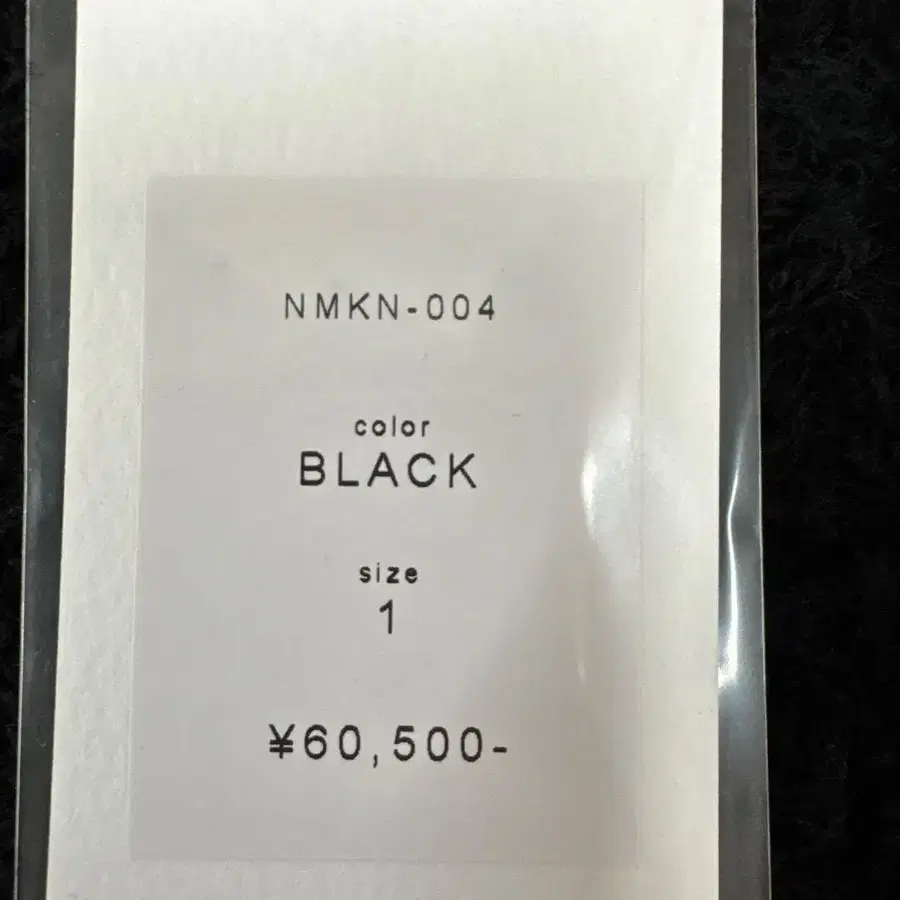 NMKN-004
color
BLACK
size
1
¥60,500-